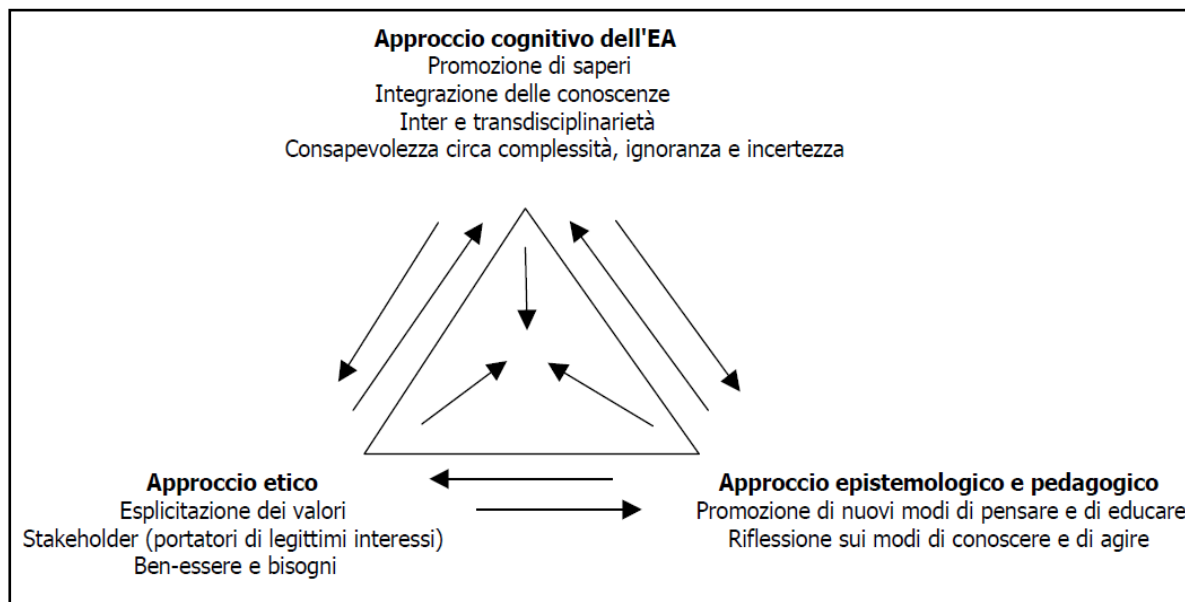 Approccio cognitivo dell'EA
Promozione di saperi
Integrazione delle conoscenze
Inter e transdisciplinarietà
Consapevolezza circa complessità, ignoranza e incertezza
Approccio etico
Esplicitazione dei valori
Stakeholder (portatori di legittimi interessi)
Ben-essere e bisogni
Approccio epistemologico e pedagogico
Promozione di nuovi modi di pensare e di educare
Riflessione sui modi di conoscere e di agire